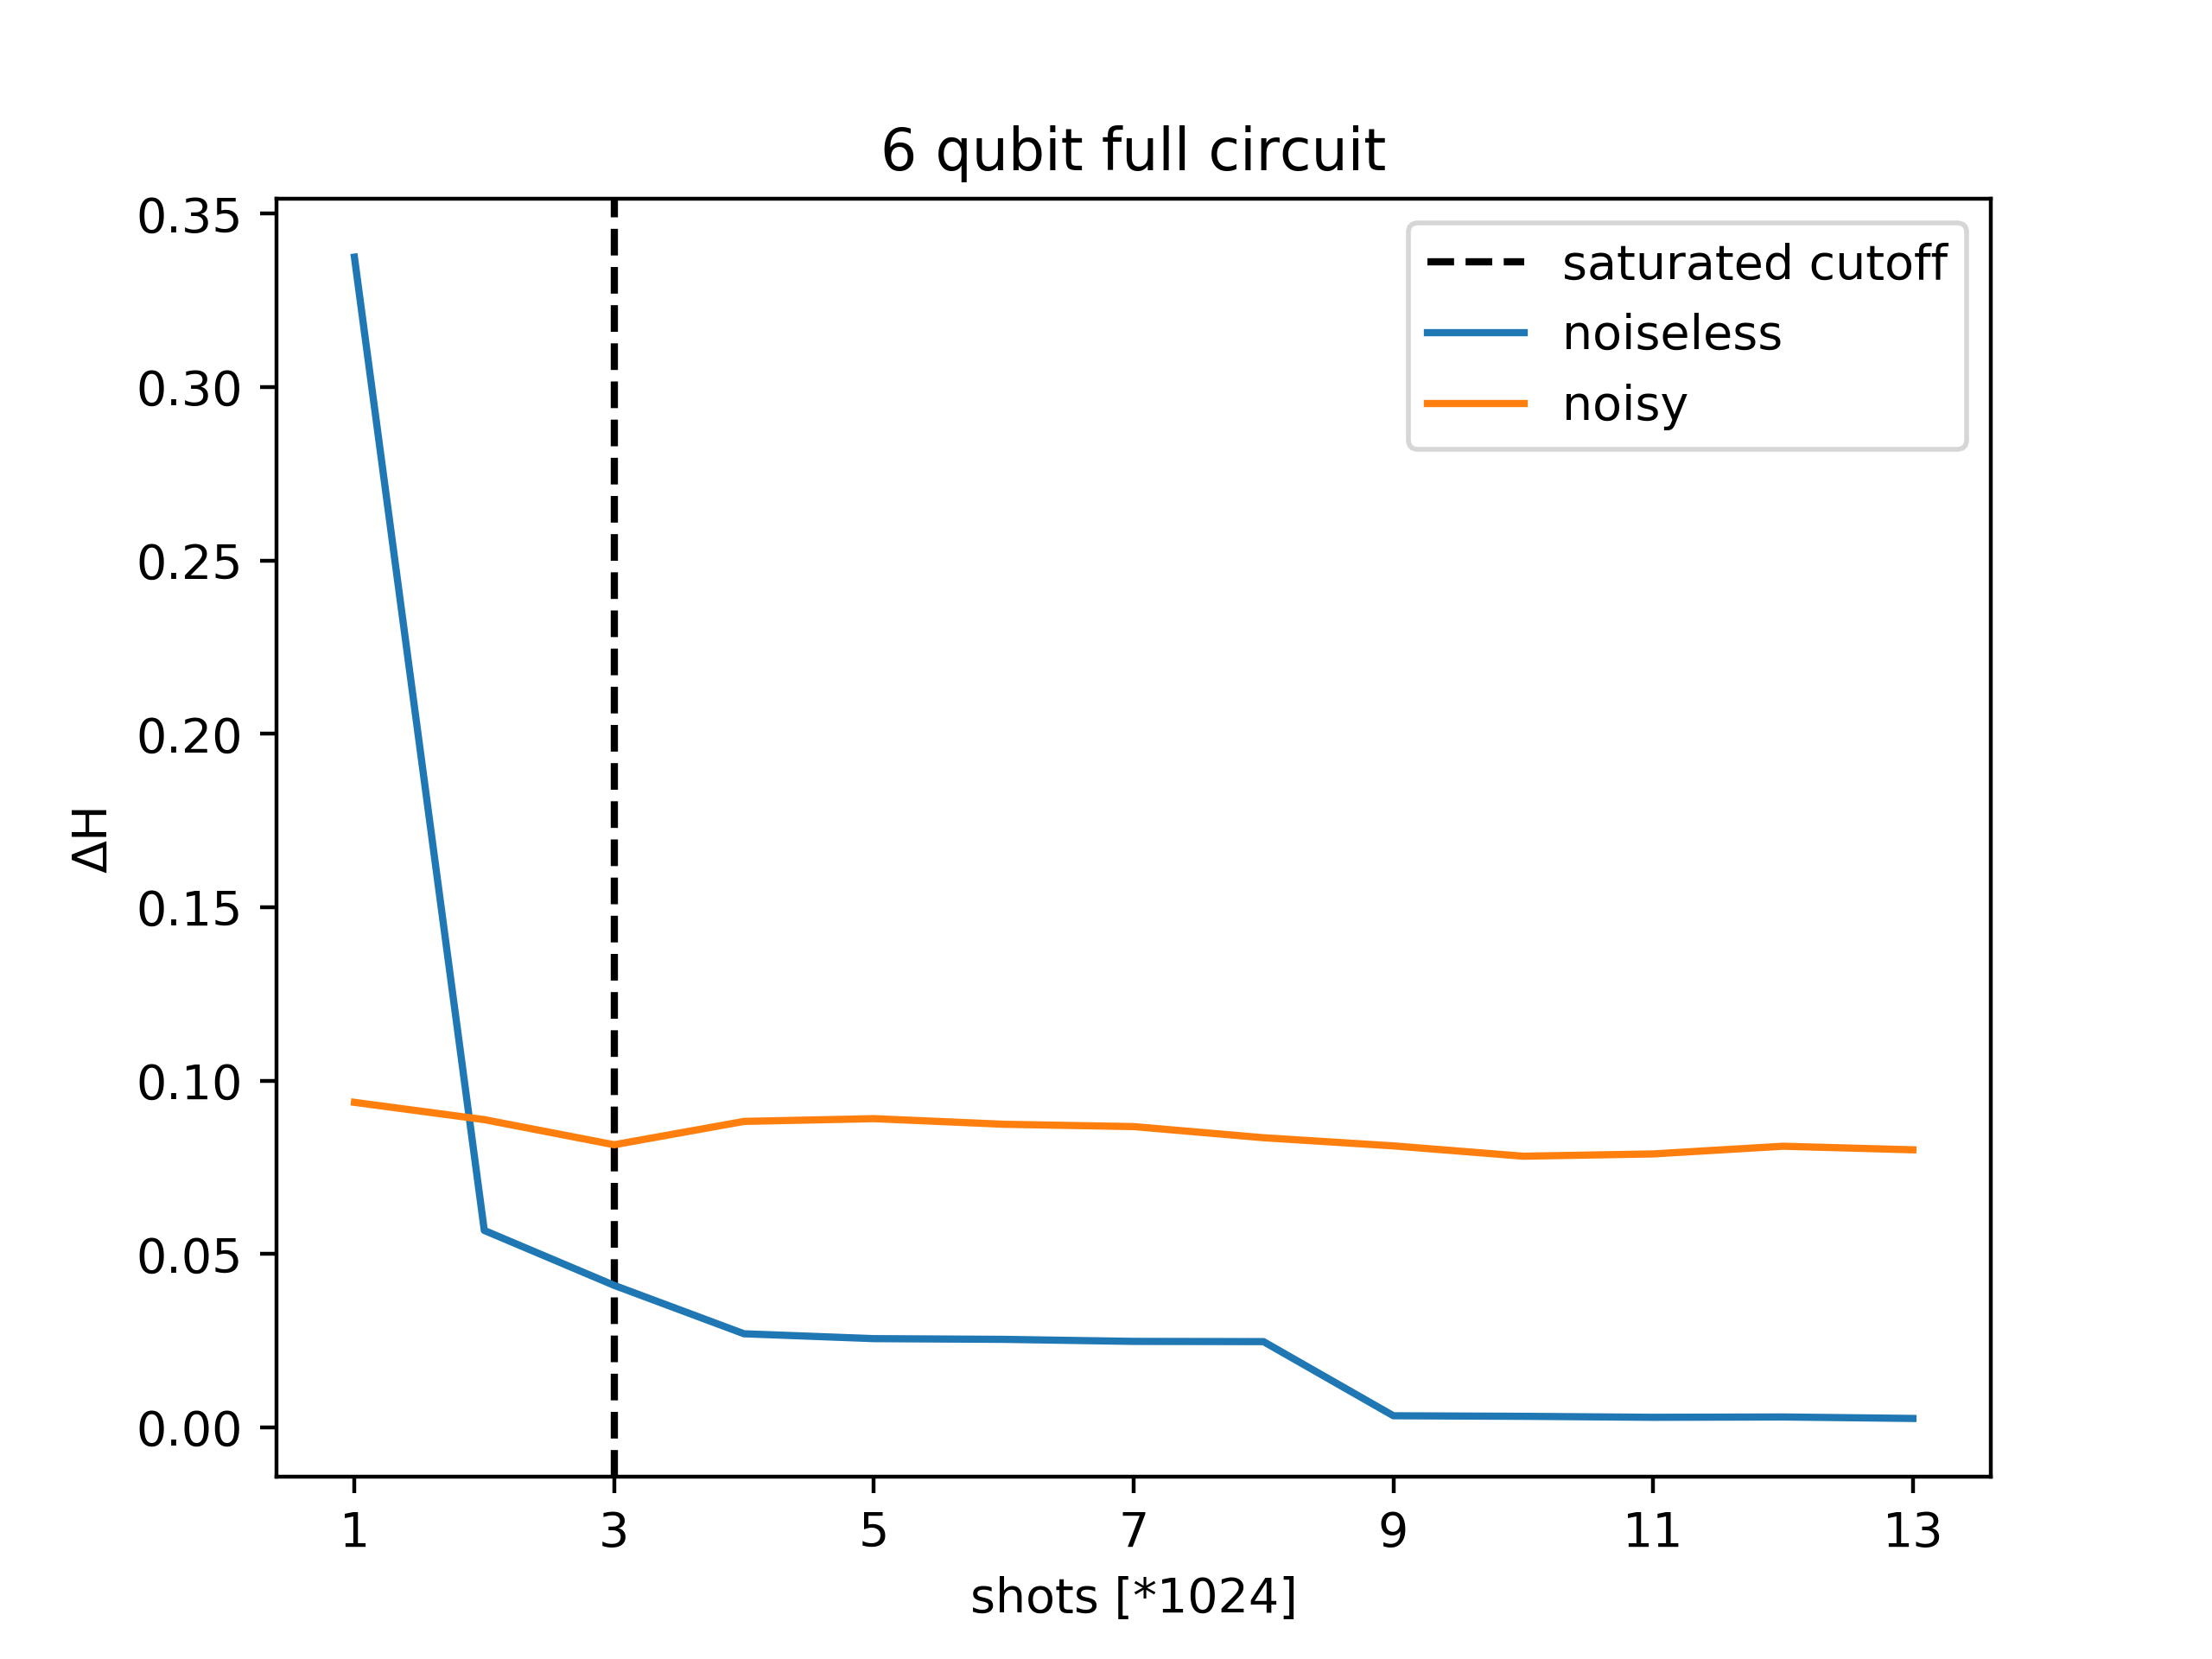 6 qubit full circuit
saturated cutoff
noiseless
noisy
0.35
0.30
0.25
0.20
0.15
0.10
0.05
0.00
ΔH
1 3 5 7 9 11 13
shots [*1024]